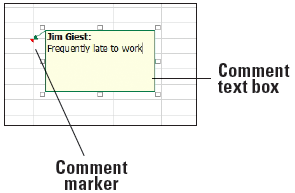 Jim Giest:
Frequently late to work
Comment
text box
Comment
marker